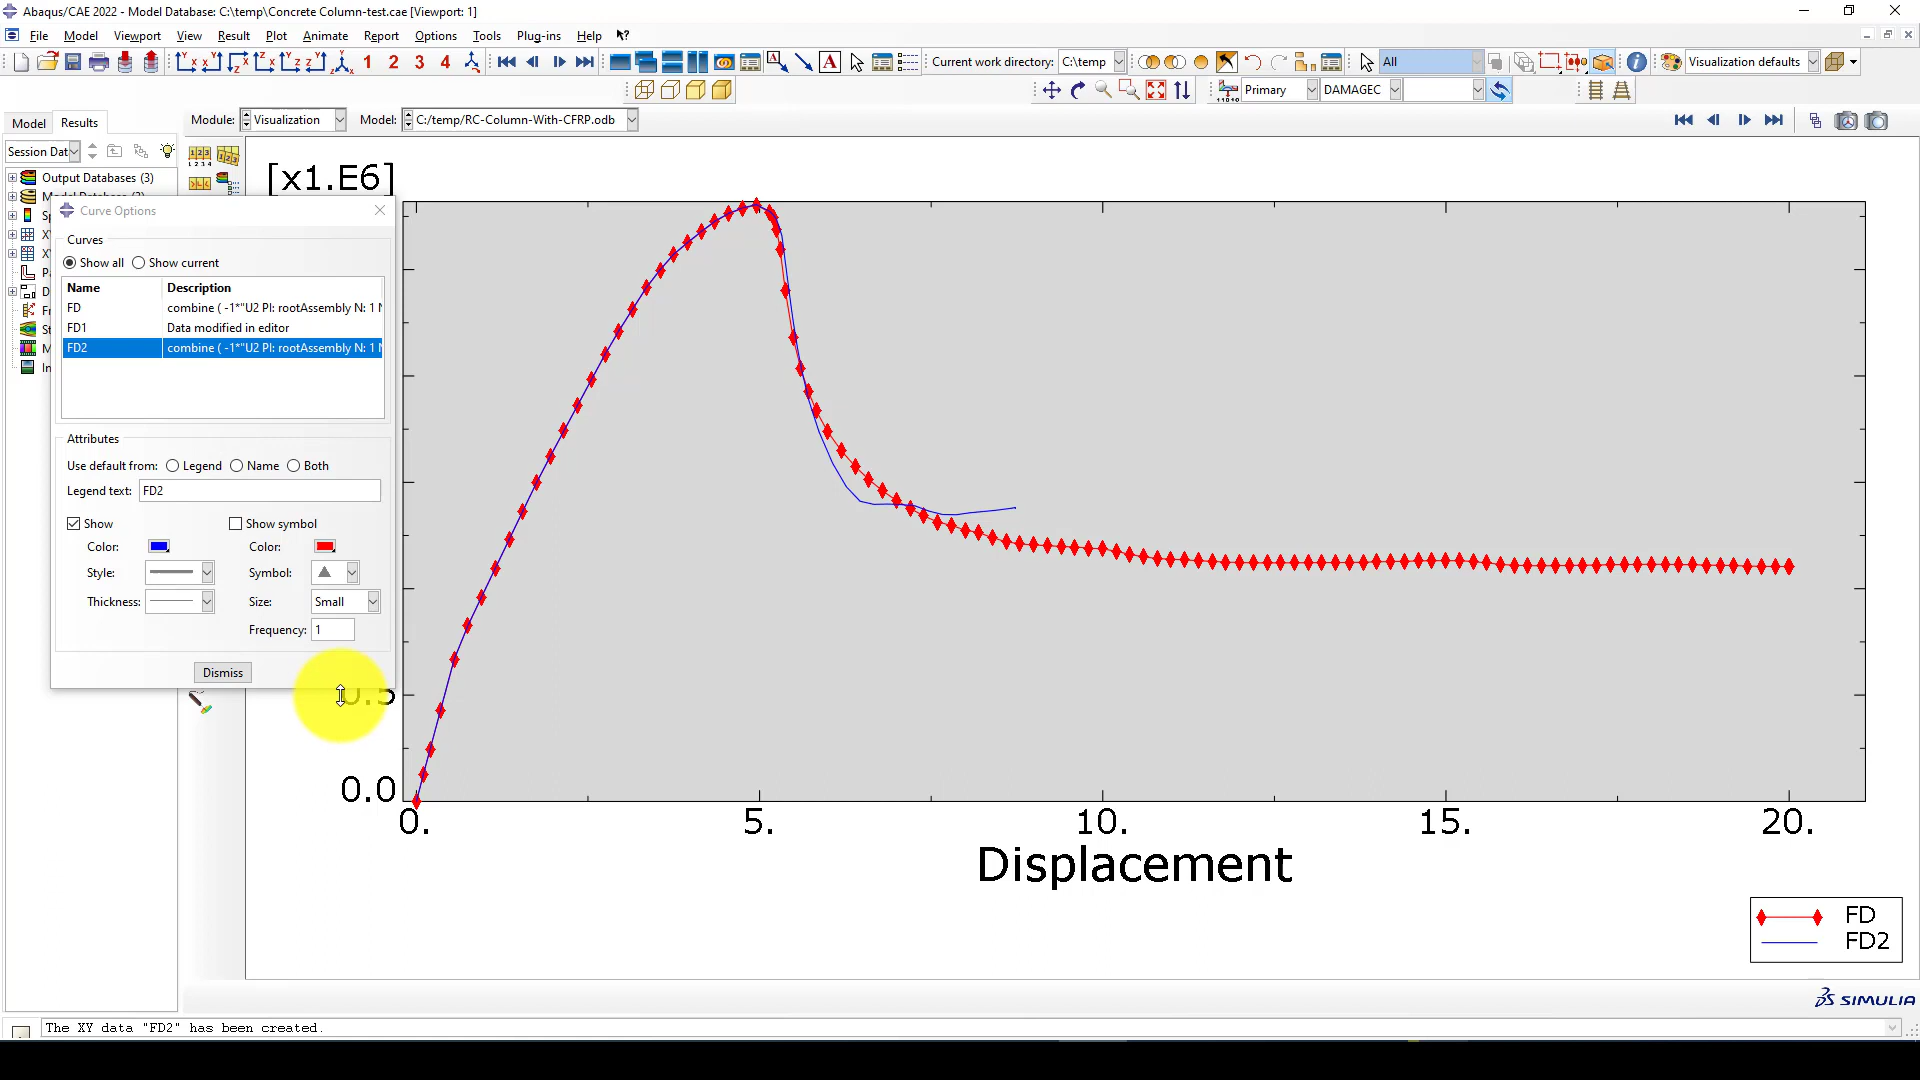 Abaqus/CAE 2022 - Model Database: C:\temp\Concrete Column-test.cae [Viewport: 1]
File Model Viewport View Result Plot Animate Report Options Tools Plug-ins Help
1 2 3 4 Current work directory: C:\temp All Visualization defaults
Primary DAMAGEC
Model Results Module: Visualization Model: C:/temp/RC-Column-With-CFRP.odb
Session Dat
Output Databases (3)
[x1.E6]
Curve Options
Curves
Show all Show current
Name Description
FD combine ( -1*"U2 PI: rootAssembly N: 1
FD1 Data modified in editor
FD2 combine ( -1*"U2 PI: rootAssembly N: 1
Attributes
Use default from: Legend Name Both
Legend text: FD2
Show Show symbol
Color: Color:
Style: Symbol:
Thickness: Size: Small
Frequency: 1
Dismiss
0.5
0.0
0. 5. 10. 15. 20.
Displacement
FD
FD2
SIMULIA
The XY data "FD2" has been created.